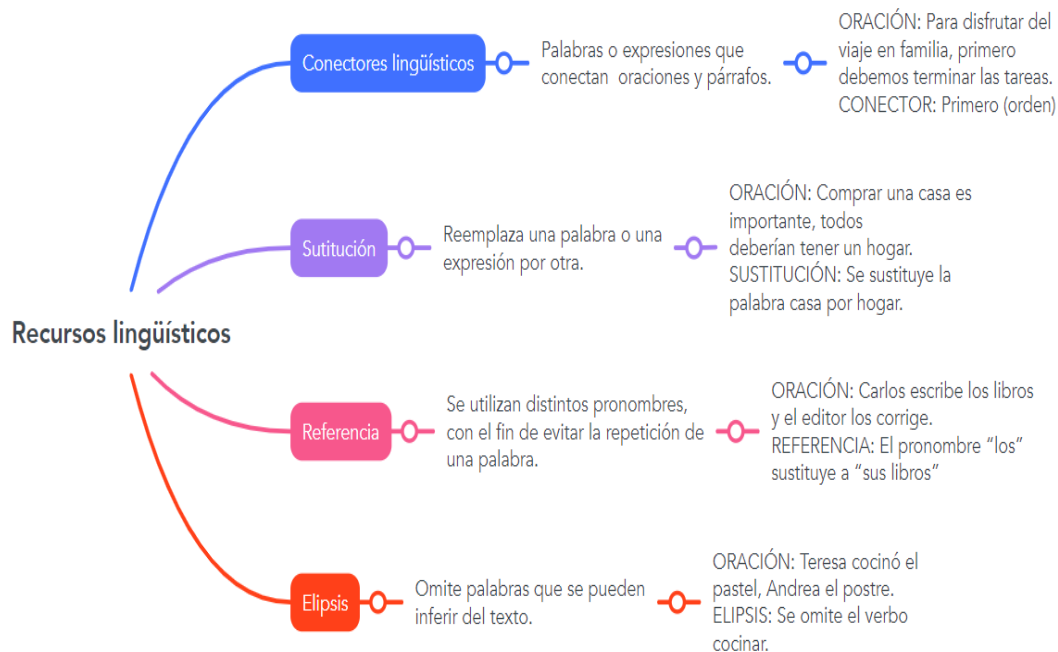 Recursos lingüísticos
Conectores lingüísticos
Palabras o expresiones que
conectan oraciones y párrafos.
ORACIÓN: Para disfrutar del
viaje en familia, primero
debemos terminar las tareas.
CONECTOR: Primero (orden)
Sutitución
Reemplaza una palabra o una
expresión por otra.
ORACIÓN: Comprar una casa es
importante, todos
deberían tener un hogar.
SUSTITUCIÓN: Se sustituye la
palabra casa por hogar.
Referencia
Se utilizan distintos pronombres,
con el fin de evitar la repetición de
una palabra.
ORACIÓN: Carlos escribe los libros
y el editor los corrige.
REFERENCIA: El pronombre “los”
sustituye a “sus libros”
Elipsis
Omite palabras que se pueden
inferir del texto.
ORACIÓN: Teresa cocinó el
pastel, Andrea el postre.
ELIPSIS: Se omite el verbo
cocinar.